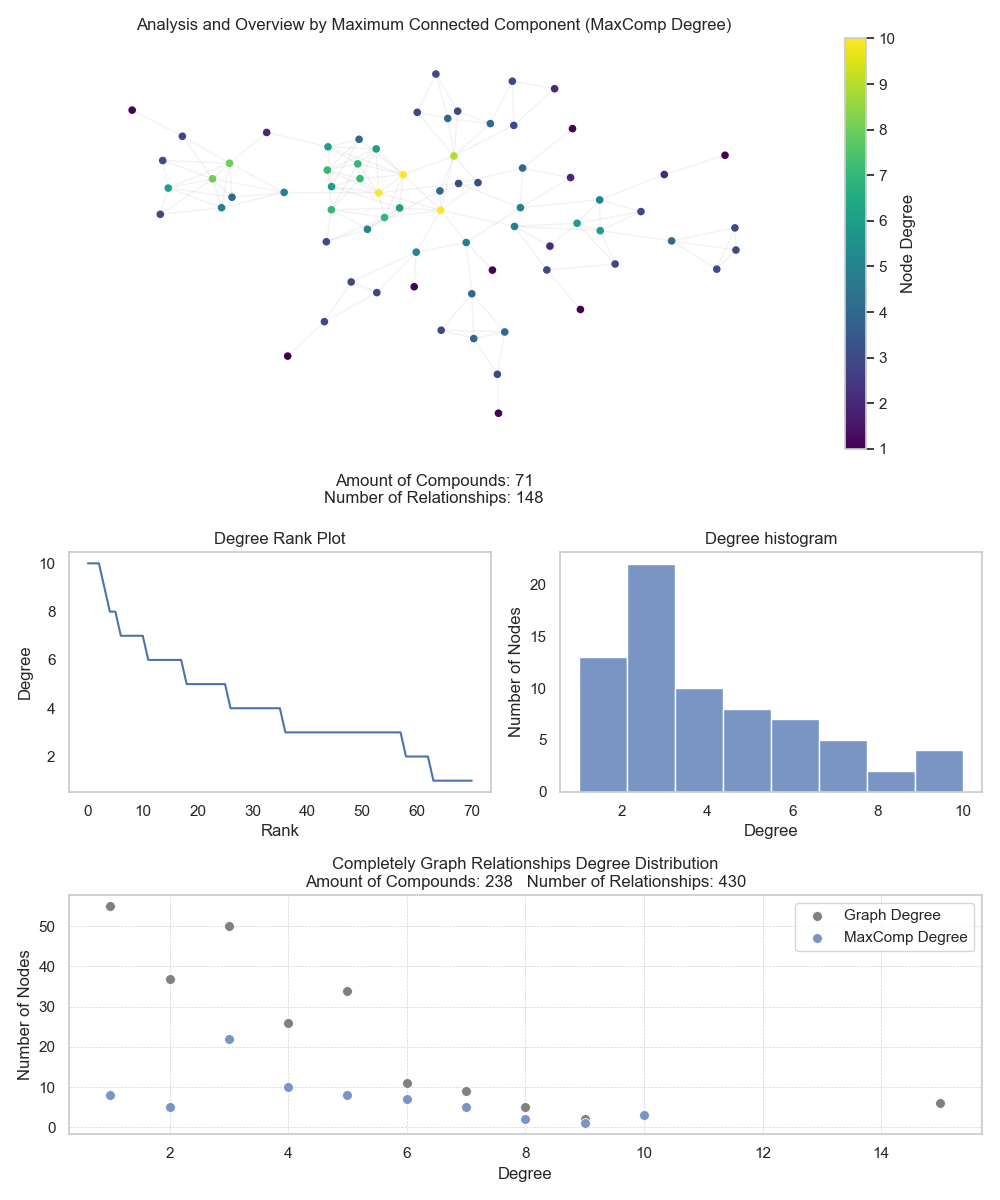 Analysis and Overview by Maximum Connected Component (MaxComp Degree)
10
9
8
7
6
5
4
3
2
1
Node Degree
Amount of Compounds: 71
Number of Relationships: 148
Degree Rank Plot
10
8
6
4
2
0 10 20 30 40 50 60 70
Degree
Rank
Degree histogram
20
15
10
5
0
2 4 6 8 10
Number of Nodes
Degree
Completely Graph Relationships Degree Distribution
Amount of Compounds: 238 Number of Relationships: 430
Graph Degree
MaxComp Degree
50
40
30
20
10
0
2 4 6 8 10 12 14
Number of Nodes
Degree